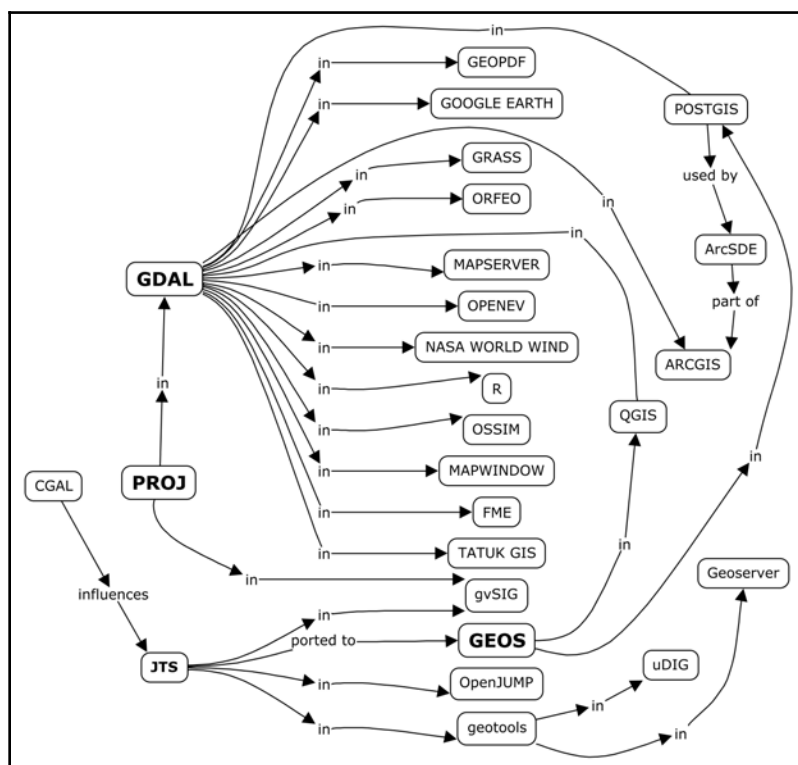 in
in
GEOPDF
in
GOOGLE EARTH
POSTGIS
in
GRASS
used by
in
ORFEO
in
in
ArcSDE
GDAL
in
MAPSERVER
in
OPENEV
part of
in
NASA WORLD WIND
ARCGIS
in
in
R
QGIS
in
OSSIM
in
CGAL
PROJ
in
MAPWINDOW
in
FME
in
in
TATUK GIS
Geoserver
influences
in
gvSIG
in
ported to
GEOS
JTS
uDIG
in
OpenJUMP
in
in
geotools
in